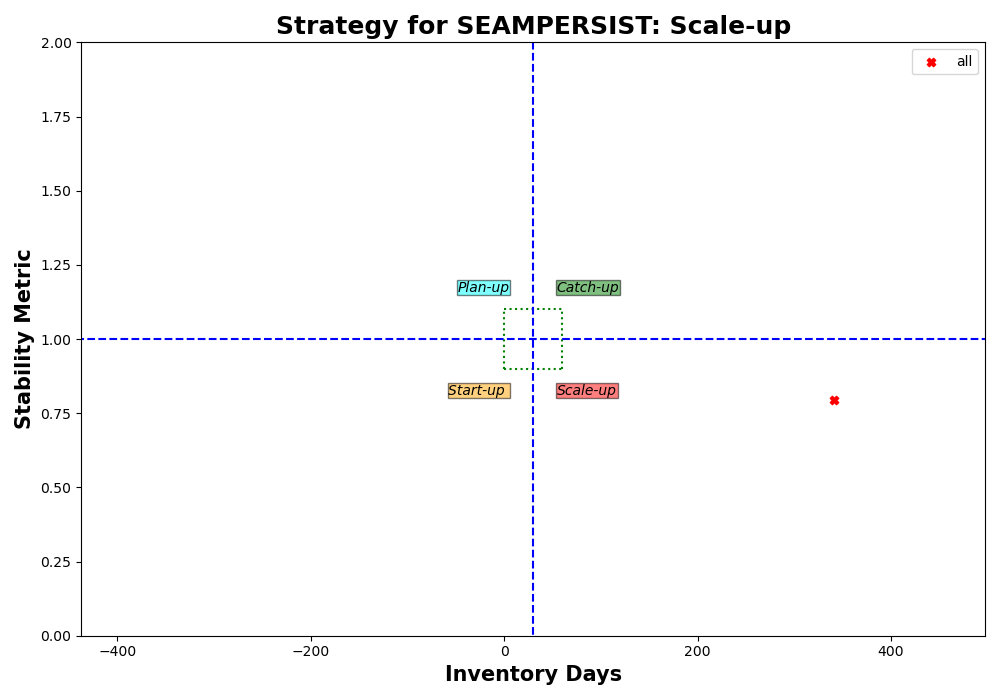 Strategy for SEAMPERSIST: Scale-up
all
2.00
1.75
1.50
1.25
1.00
0.75
0.50
0.25
0.00
Stability Metric
Plan-up
Catch-up
Start-up
Scale-up
−400
−200
0
200
400
Inventory Days